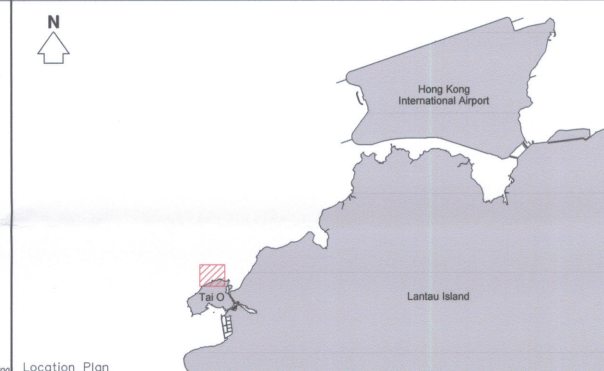 N
Hong Kong
International Airport
Tai O
Lantau Island
Location Plan